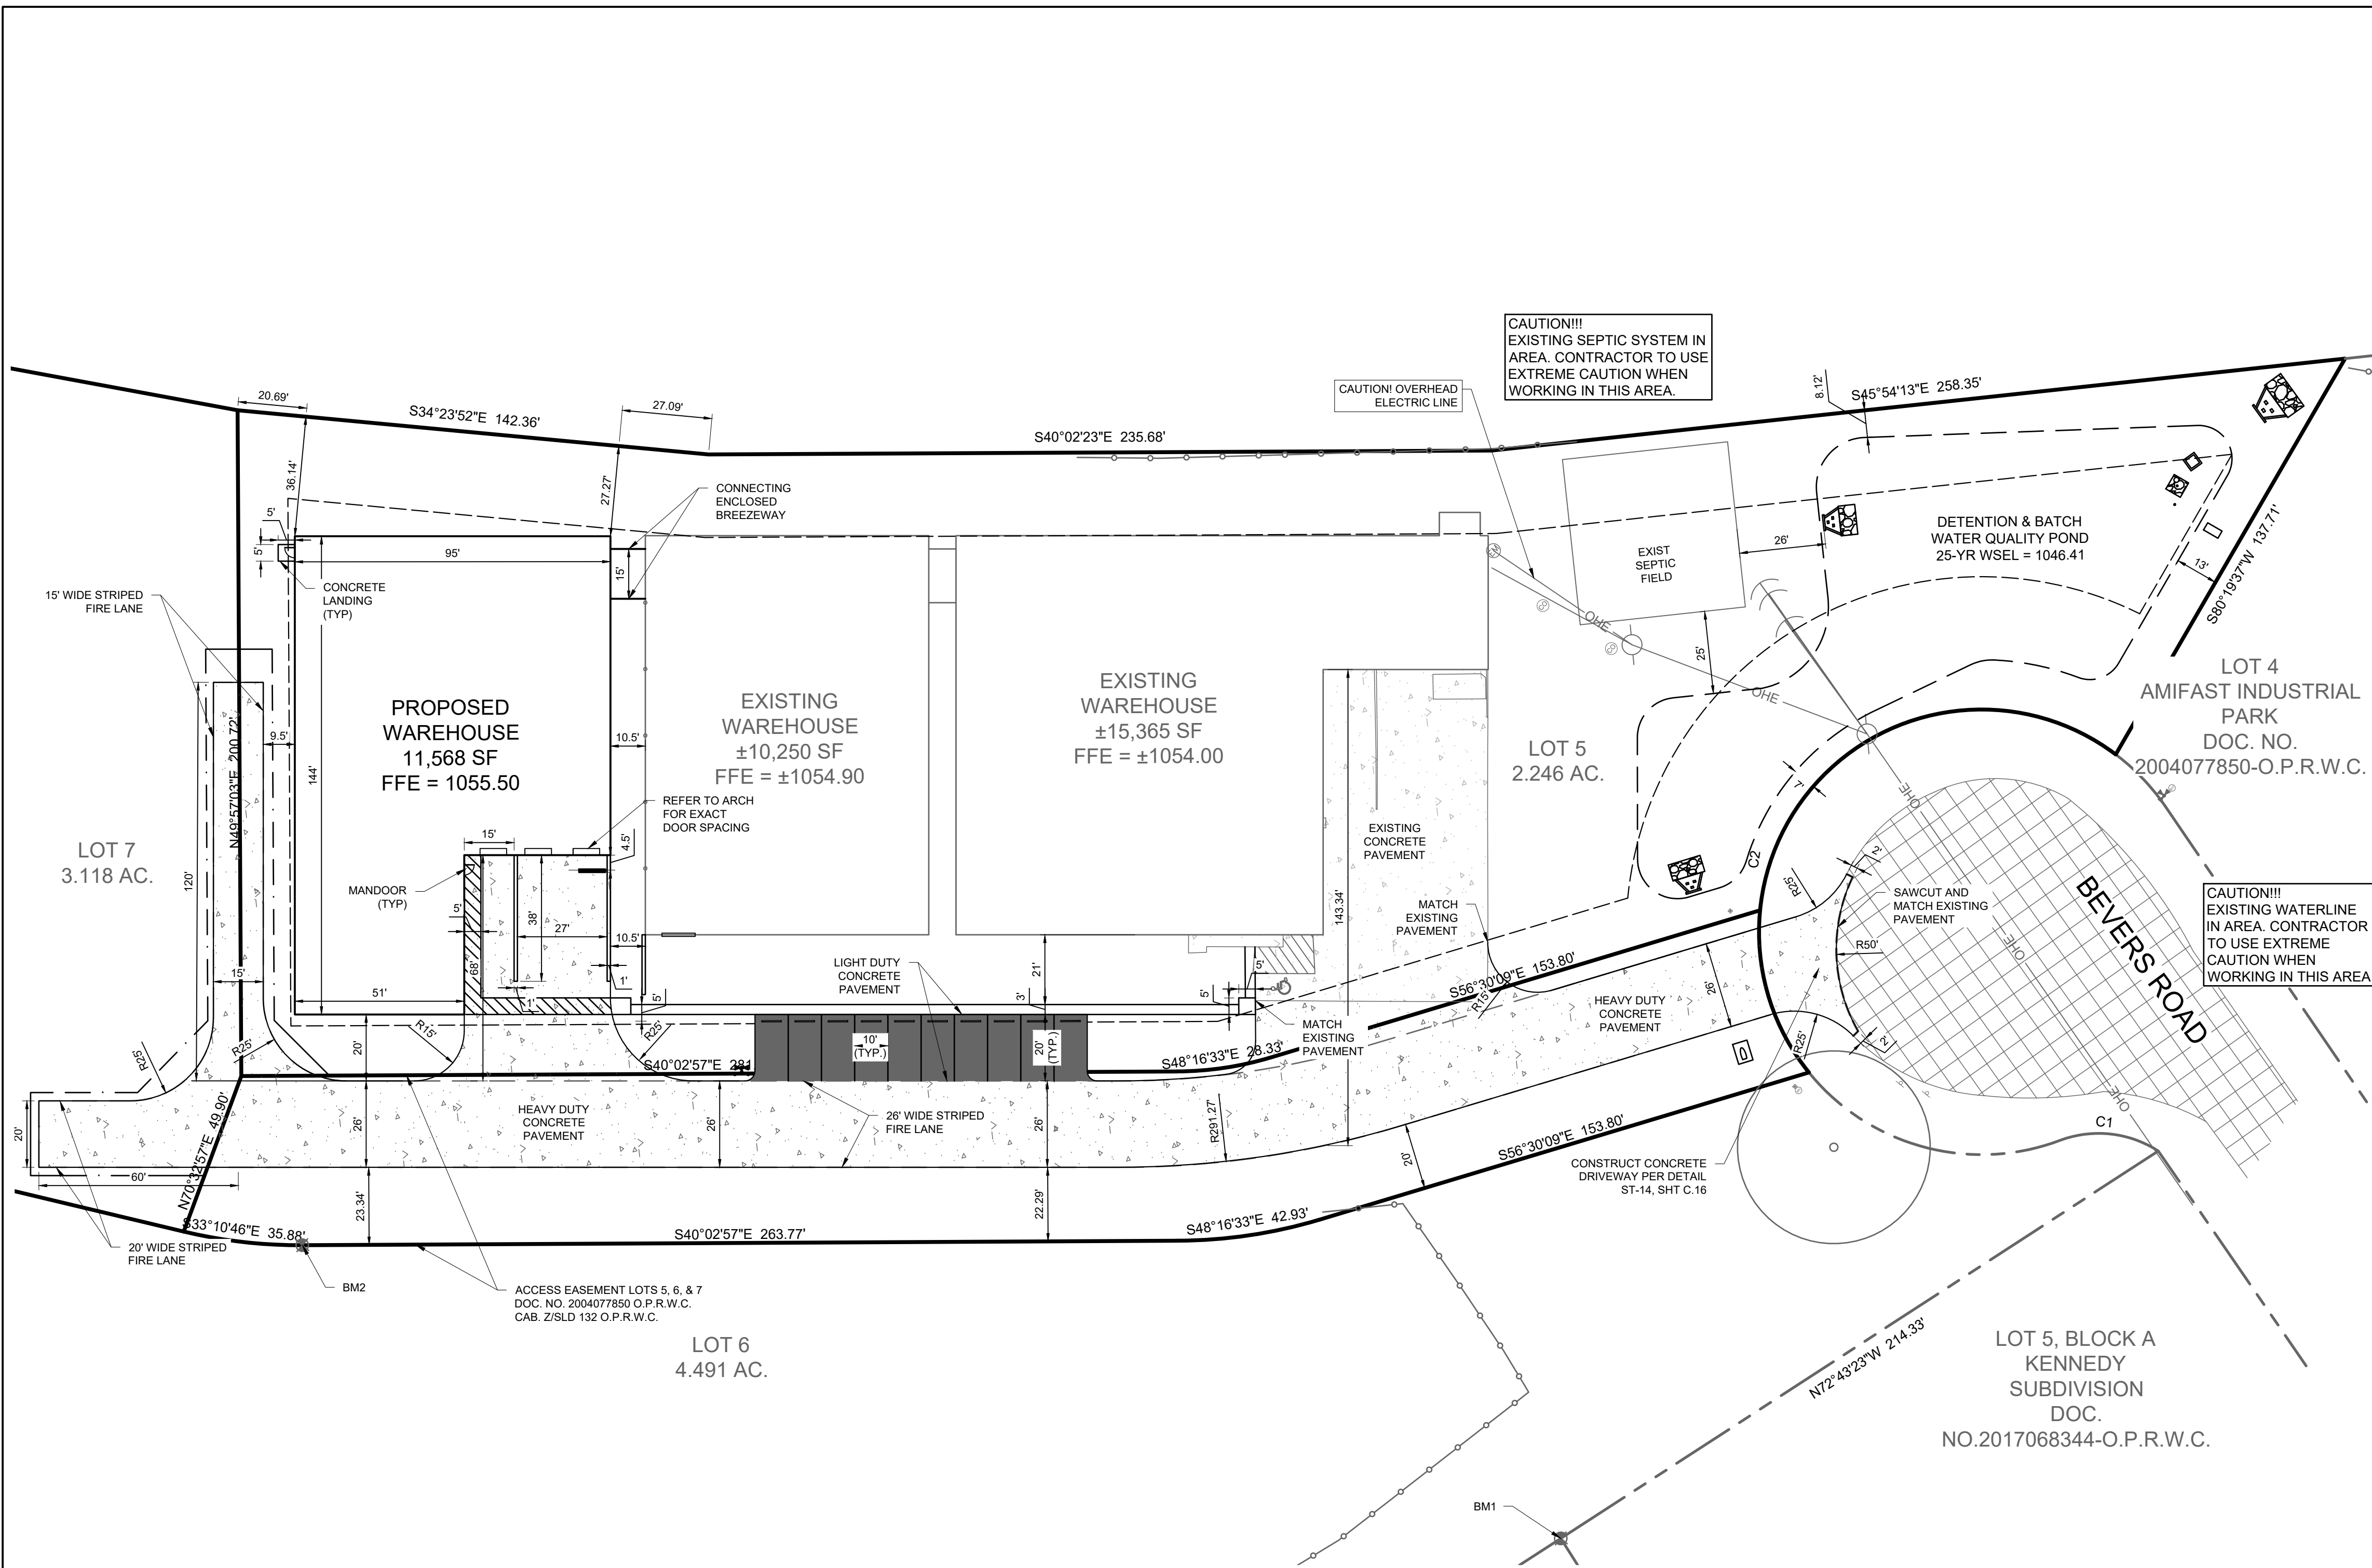 CAUTION!!!
EXISTING SEPTIC SYSTEM IN
AREA. CONTRACTOR TO USE
EXTREME CAUTION WHEN
WORKING IN THIS AREA.
CAUTION! OVERHEAD
ELECTRIC LINE
20.69'
S34°23'52"E 142.36'
27.09'
S40°02'23"E 235.68'
8.12'
S45°54'13"E 258.35'
36.14'
27.27'
CONNECTING
ENCLOSED
BREEZEWAY
5'
5'
95'
15'
CONCRETE
LANDING
(TYP)
15' WIDE STRIPED
FIRE LANE
EXIST
SEPTIC
FIELD
26'
DETENTION & BATCH
WATER QUALITY POND
25-YR WSEL = 1046.41
13'
S80°19'37"W 137.71'
OHE
25'
OHE
PROPOSED
WAREHOUSE
11,568 SF
FFE = 1055.50
EXISTING
WAREHOUSE
±10,250 SF
FFE = ±1054.90
EXISTING
WAREHOUSE
±15,365 SF
FFE = ±1054.00
LOT 5
2.246 AC.
LOT 4
AMIFAST INDUSTRIAL
PARK
DOC. NO.
2004077850-O.P.R.W.C.
9.5'
10.5'
144'
N49°57'03"E 200.72'
120'
LOT 7
3.118 AC.
REFER TO ARCH
FOR EXACT
DOOR SPACING
15'
4.5'
MANDOOR
(TYP)
5'
38'
27'
10.5'
68'
1'
1'
5'
15'
51'
EXISTING
CONCRETE
PAVEMENT
143.34'
MATCH
EXISTING
PAVEMENT
7'
C2
OHE
R25'
2'
SAWCUT AND
MATCH EXISTING
PAVEMENT
BEVERS ROAD
CAUTION!!!
EXISTING WATERLINE
IN AREA. CONTRACTOR
TO USE EXTREME
CAUTION WHEN
WORKING IN THIS AREA
OHE
R50'
LIGHT DUTY
CONCRETE
PAVEMENT
21'
3'
5'
5'
S56°30'09"E 153.80'
R15'
26'
HEAVY DUTY
CONCRETE
PAVEMENT
MATCH
EXISTING
PAVEMENT
R25'
R25'
20'
R15'
R25'
10'
(TYP.)
20'
(TYP.)
S40°02'57"E 281
S48°16'33"E 28.33'
R25'
2'
OHE
C1
20'
60'
N70°32'57"E 49.90'
26'
HEAVY DUTY
CONCRETE
PAVEMENT
26'
26' WIDE STRIPED
FIRE LANE
26'
R291.27'
20'
S56°30'09"E 153.80'
CONSTRUCT CONCRETE
DRIVEWAY PER DETAIL
ST-14, SHT C.16
23.34'
22.29'
S33°10'46"E 35.88'
S40°02'57"E 263.77'
S48°16'33"E 42.93'
20' WIDE STRIPED
FIRE LANE
BM2
ACCESS EASEMENT LOTS 5, 6, & 7
DOC. NO. 2004077850 O.P.R.W.C.
CAB. Z/SLD 132 O.P.R.W.C.
LOT 6
4.491 AC.
N72°43'23"W 214.33'
LOT 5, BLOCK A
KENNEDY
SUBDIVISION
DOC.
NO.2017068344-O.P.R.W.C.
BM1